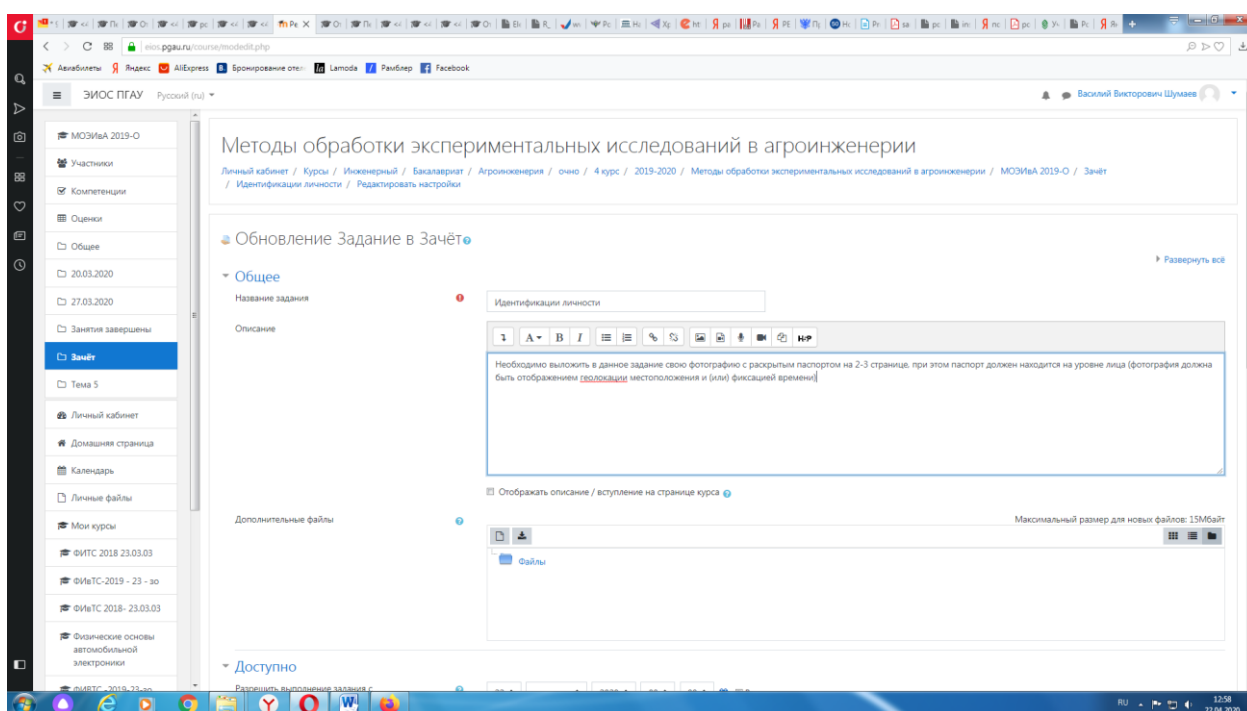 eios.pgau.ru/course/modedit.php
Авиабилеты Яндекс AliExpress Бронирование отел Lamoda Рамблер Facebook
ЭИОС ПГАУ Русский (ru)
Василий Викторович Шумаев
МОЭИвА 2019-О
Участники
Компетенции
Оценки
Общее
20.03.2020
27.03.2020
Занятия завершены
Зачёт
Тема 5
Личный кабинет
Домашняя страница
Календарь
Личные файлы
Мои курсы
ФИТС 2018 23.03.03
ФИвТС-2019 - 23 - зо
ФИвТС 2018- 23.03.03
Физические основы
автомобильной
электроники
Методы обработки экспериментальных исследований в агроинженерии
Личный кабинет / Курсы / Инженерный / Бакалавриат / Агроинженерия / очно / 4 курс / 2019-2020 / Методы обработки экспериментальных исследований в агроинженерии / МОЭИвА 2019-О / Зачёт
/ Идентификации личности / Редактировать настройки
Обновление Задание в Зачёт
Развернуть всё
Общее
Название задания
Идентификации личности
Описание
Необходимо выложить в данное задание свою фотографию с раскрытым паспортом на 2-3 странице. при этом паспорт должен находится на уровне лица (фотография должна
быть отображением геолокации местоположения и (или) фиксацией времени)
Отображать описание / вступление на странице курса
Дополнительные файлы
Максимальный размер для новых файлов: 15Мбайт
Файлы
Доступно
Разрешить выполнение задания с
RU
12:58
22.04.2020